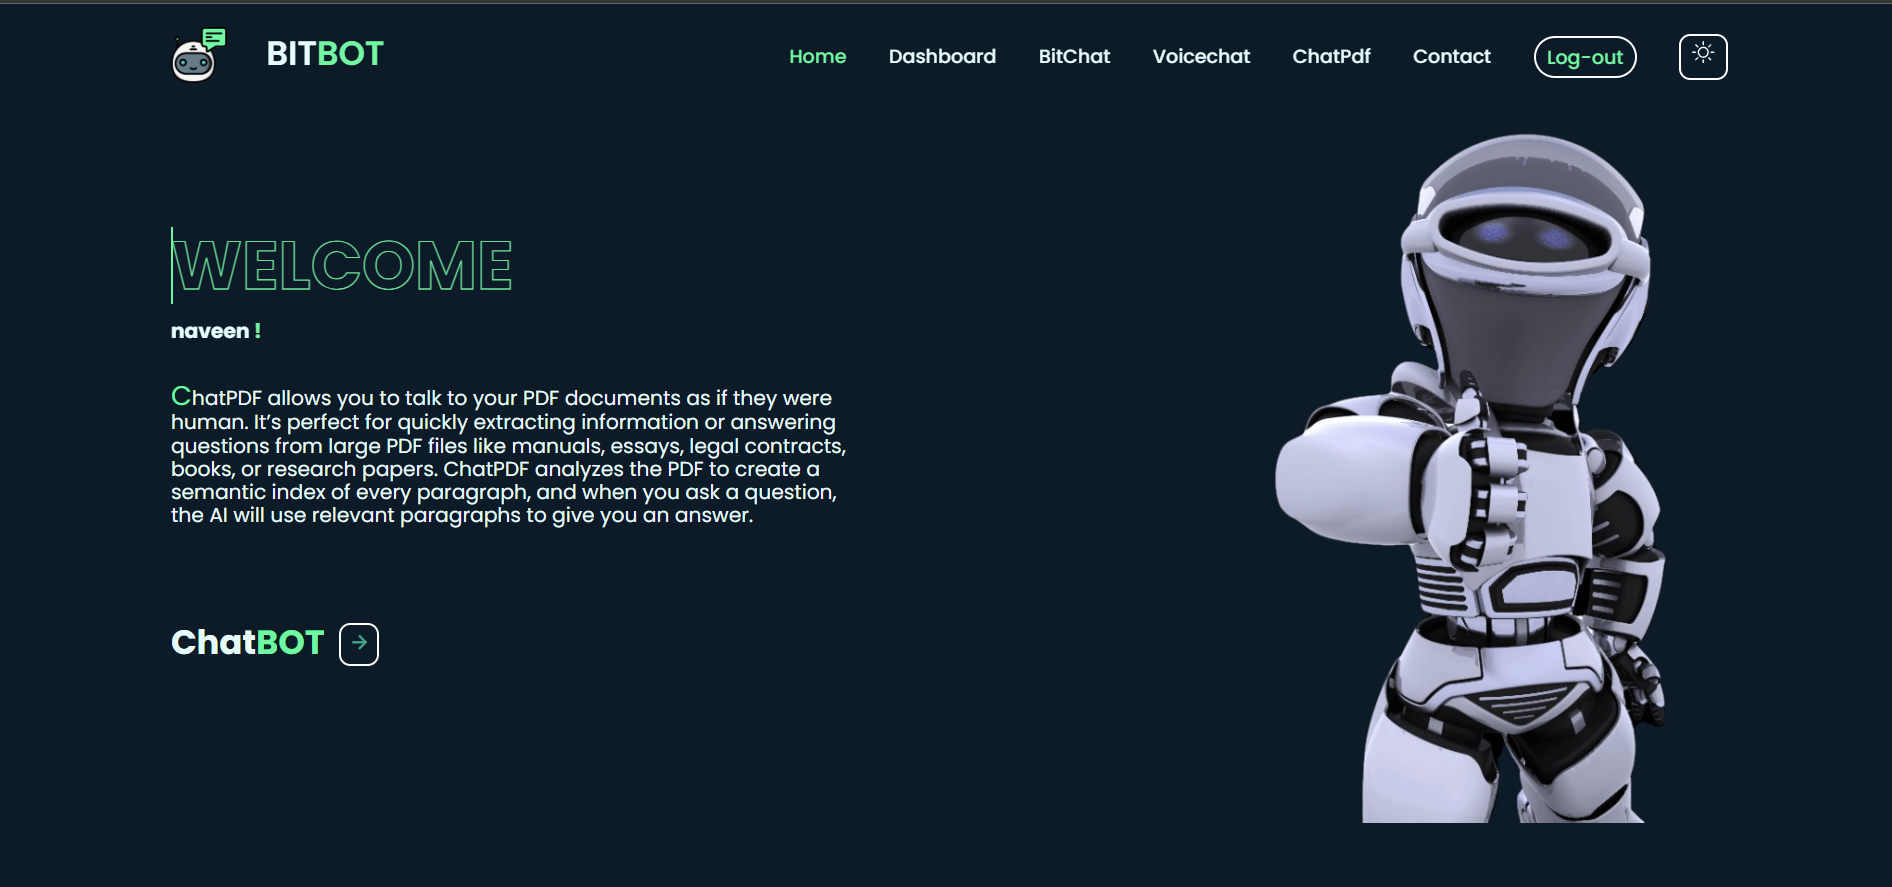 BITBOT
Home Dashboard BitChat Voicechat ChatPdf Contact Log-out
WELCOME
naveen !
ChatPDF allows you to talk to your PDF documents as if they were
human. It’s perfect for quickly extracting information or answering
questions from large PDF files like manuals, essays, legal contracts,
books, or research papers. ChatPDF analyzes the PDF to create a
semantic index of every paragraph, and when you ask a question,
the AI will use relevant paragraphs to give you an answer.
ChatBOT